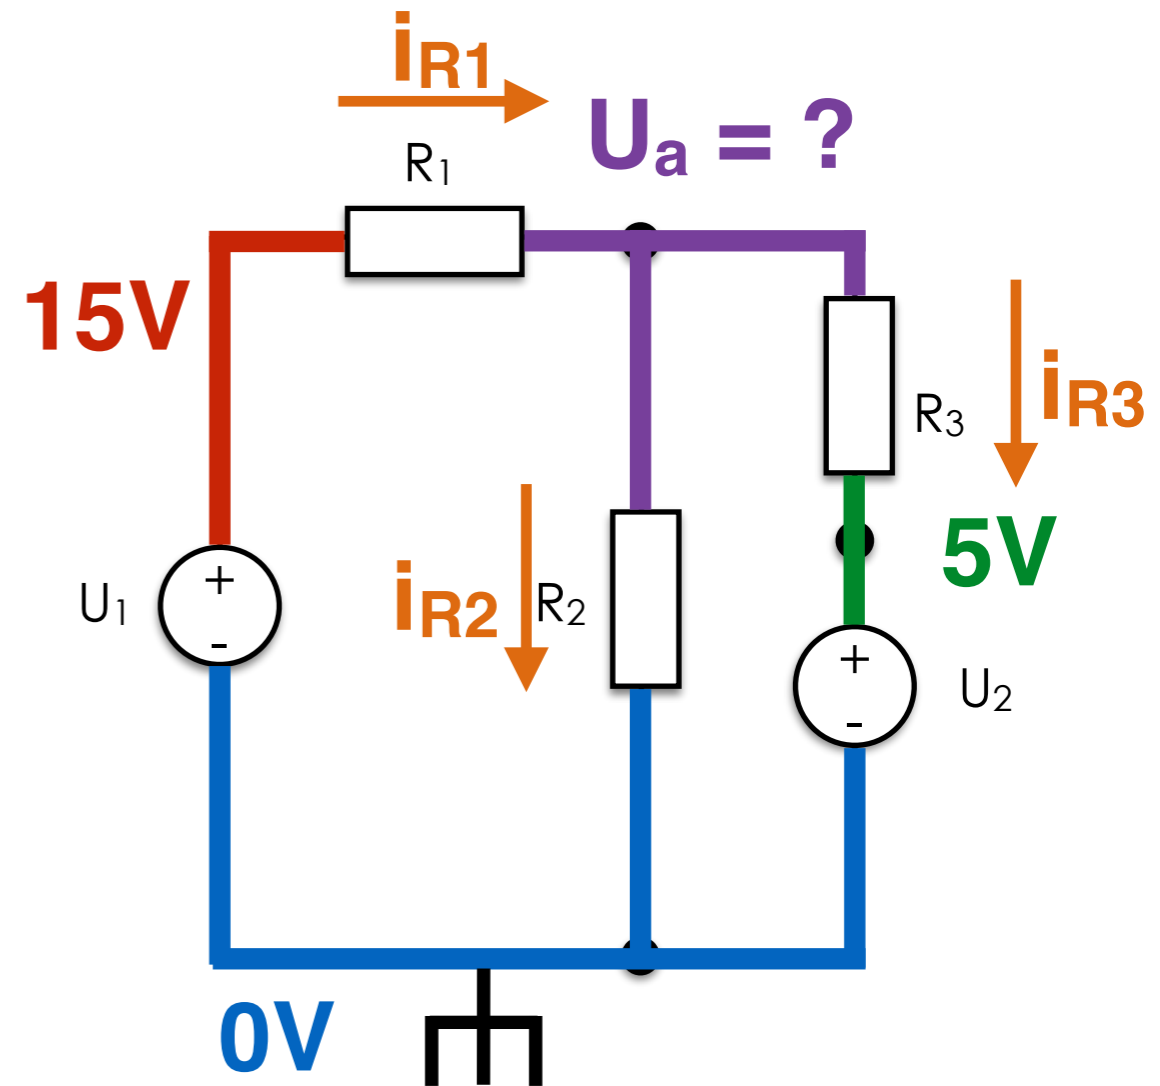 iR1
Ua = ?
R1
15V
iR3
R3
5V
U1
+
-
iR2
R2
+
-
U2
0V